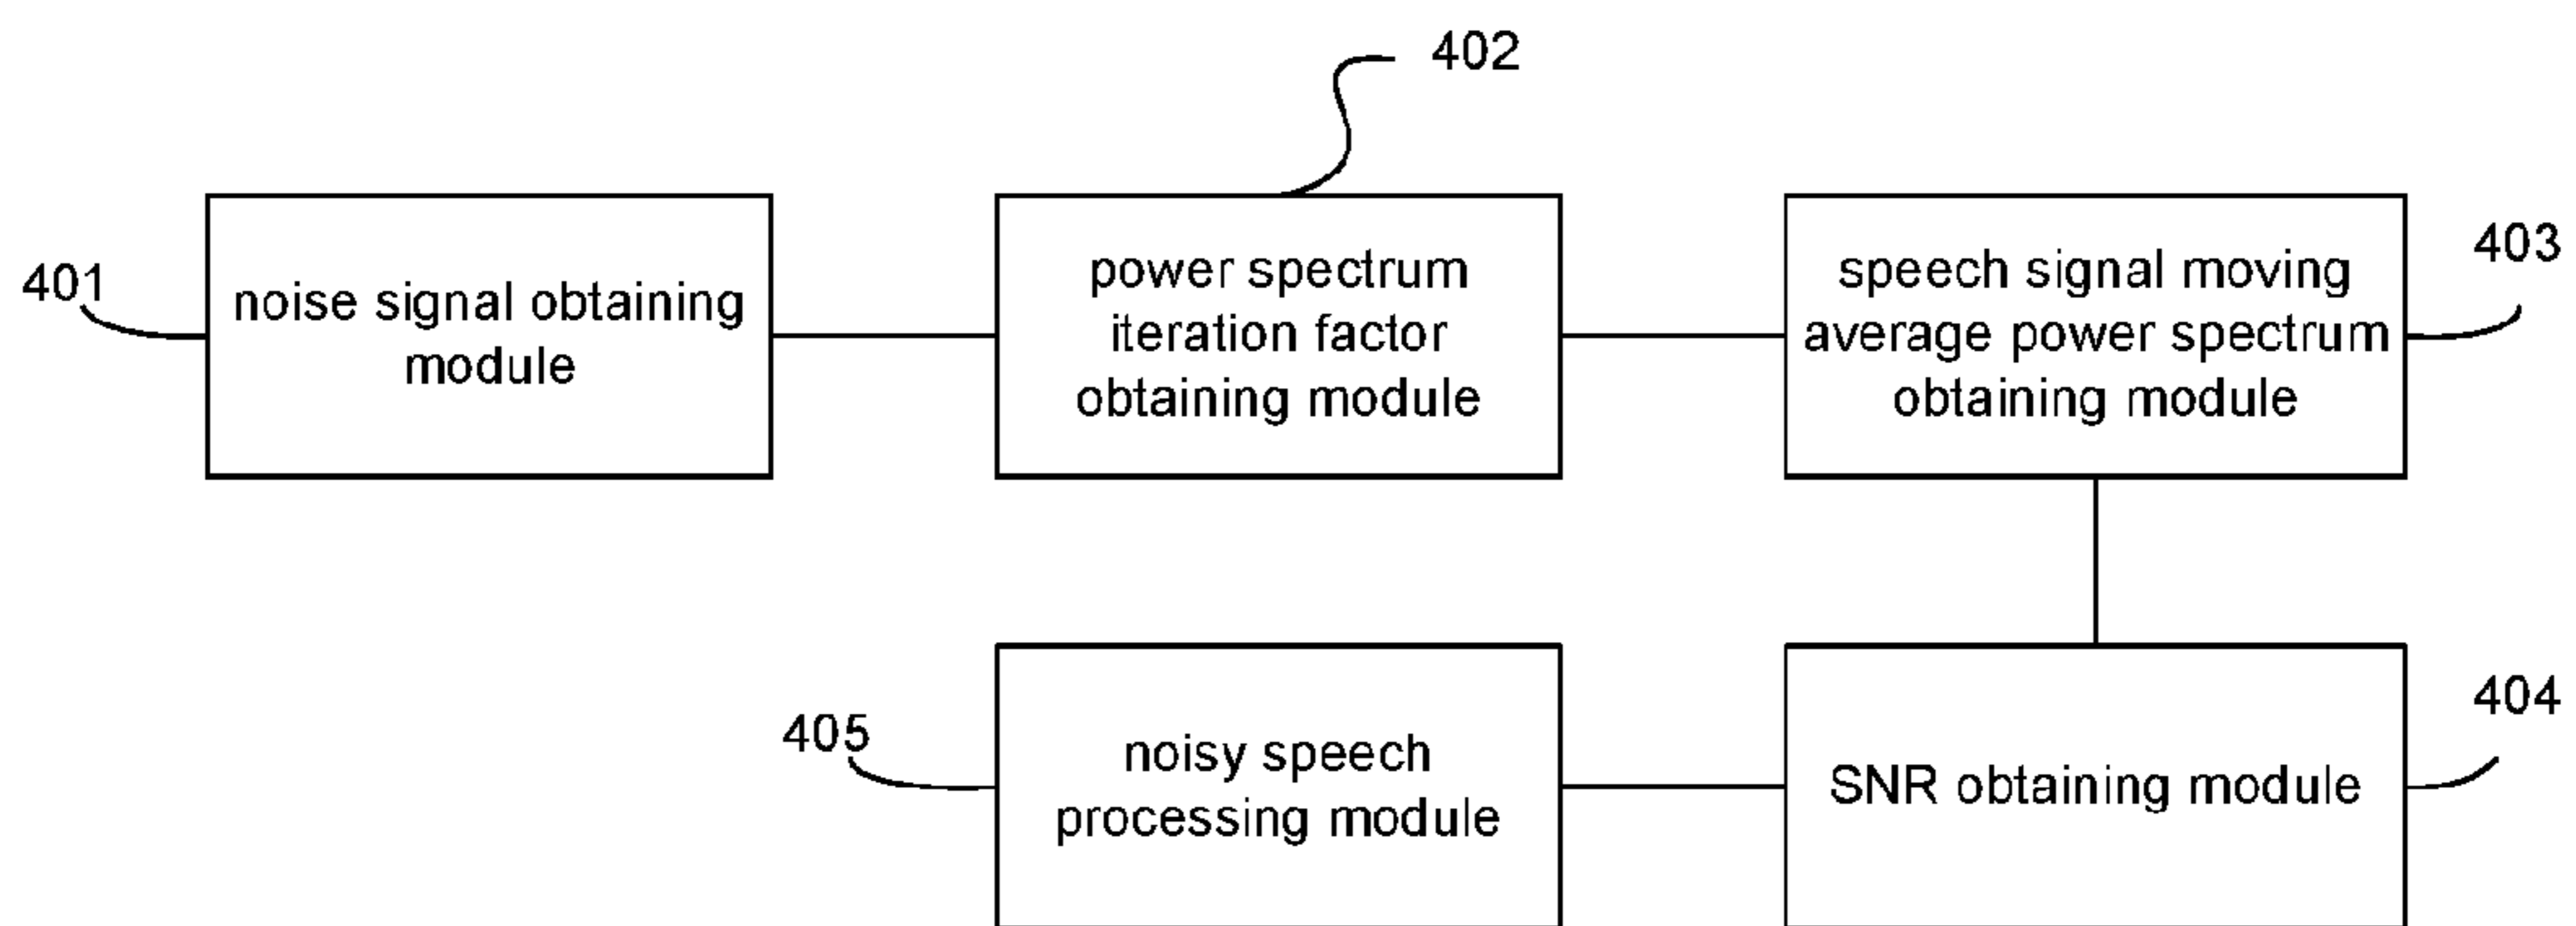 402
401
noise signal obtaining
module
power spectrum
iteration factor
obtaining module
speech signal moving
average power spectrum
obtaining module
403
405
noisy speech
processing module
SNR obtaining module
404